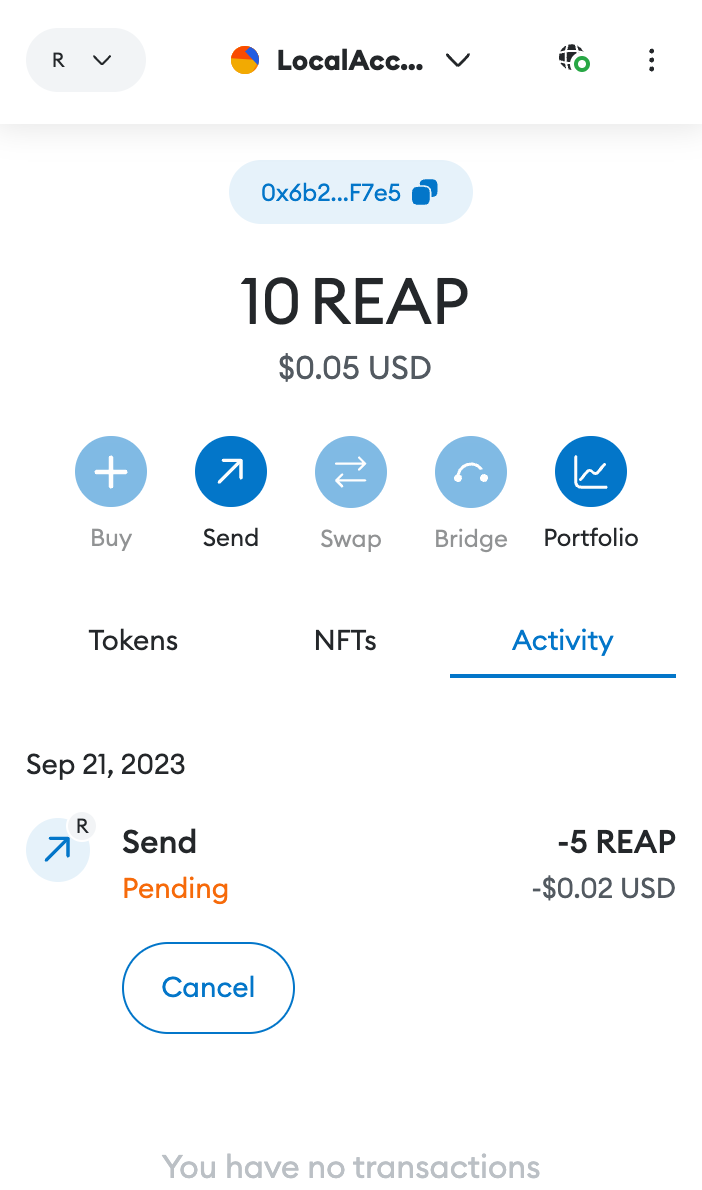 R
LocalAcc...
0x6b2...F7e5
10 REAP
$0.05 USD
Buy Send Swap Bridge Portfolio
Tokens NFTs Activity
Sep 21, 2023
R
Send -5 REAP
Pending -$0.02 USD
Cancel
You have no transactions